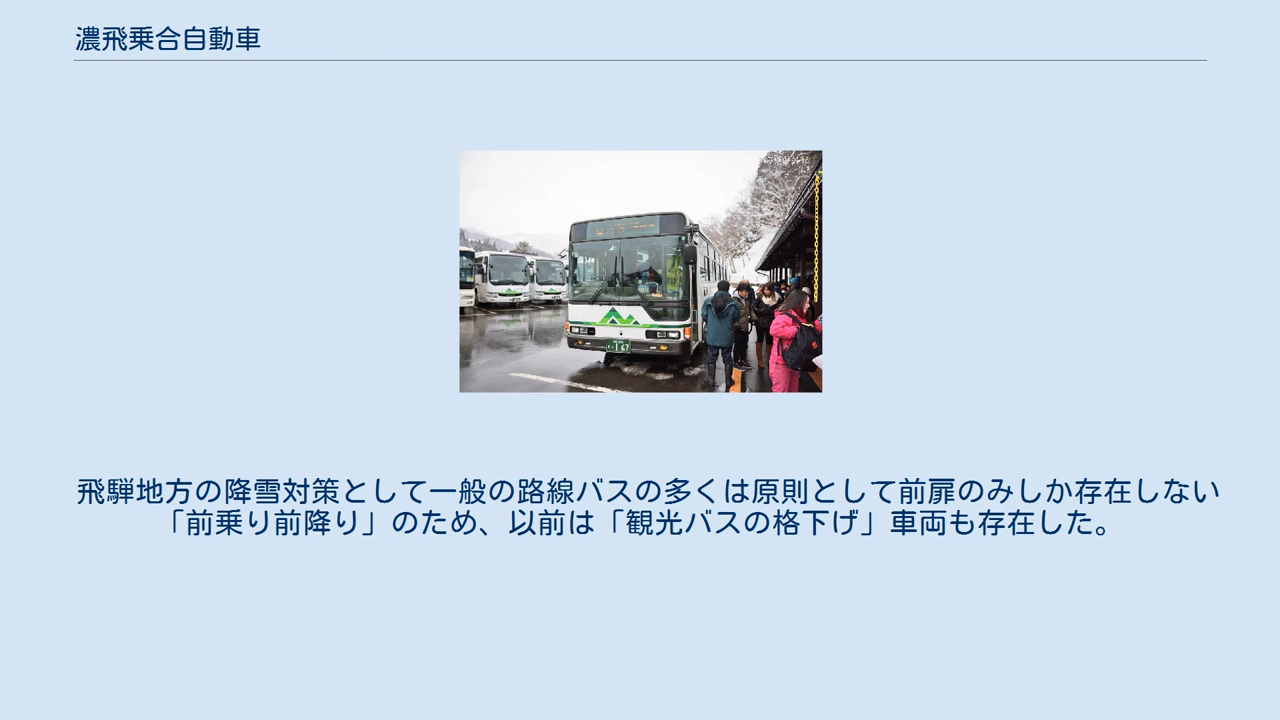 濃飛乗合自動車
167
飛騨地方の降雪対策として一般の路線バスの多くは原則として前扉のみしか存在しない
「前乗り前降り」のため、以前は「観光バスの格下げ」車両も存在した。